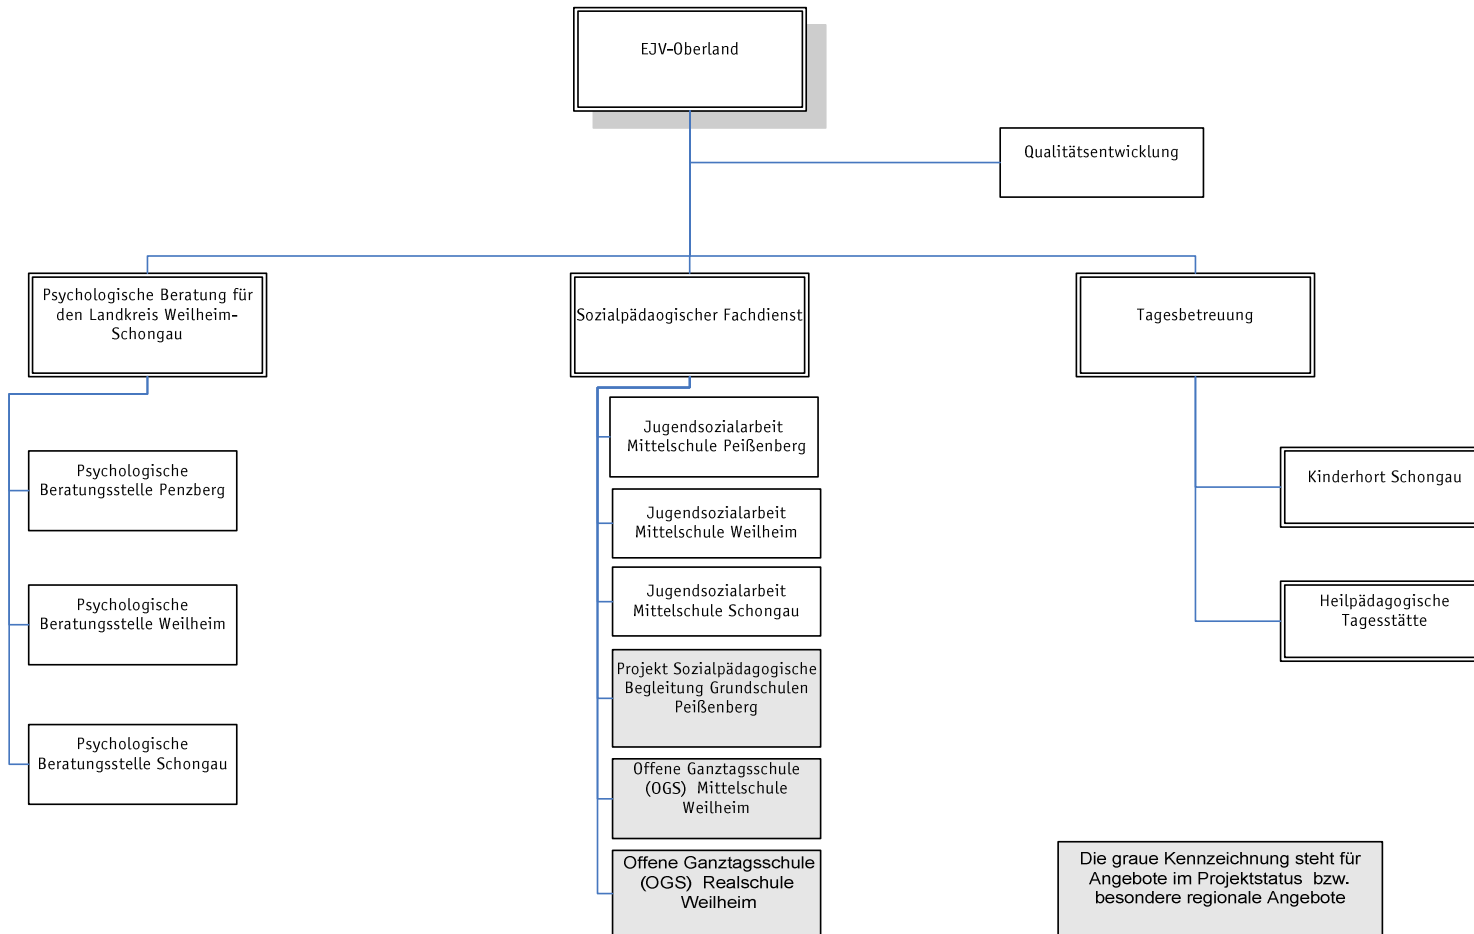 EJV-Oberland
Qualitätsentwicklung
Psychologische Beratung für
den Landkreis Weilheim-
Schongau
Sozialpädaogischer Fachdienst
Tagesbetreuung
Psychologische
Beratungsstelle Penzberg
Psychologische
Beratungsstelle Weilheim
Psychologische
Beratungsstelle Schongau
Jugendsozialarbeit
Mittelschule Peißenberg
Jugendsozialarbeit
Mittelschule Weilheim
Jugendsozialarbeit
Mittelschule Schongau
Projekt Sozialpädagogische
Begleitung Grundschulen
Peißenberg
Offene Ganztagsschule
(OGS) Mittelschule
Weilheim
Offene Ganztagsschule
(OGS) Realschule
Weilheim
Kinderhort Schongau
Heilpädagogische
Tagesstätte
Die graue Kennzeichnung steht für
Angebote im Projektstatus bzw.
besondere regionale Angebote